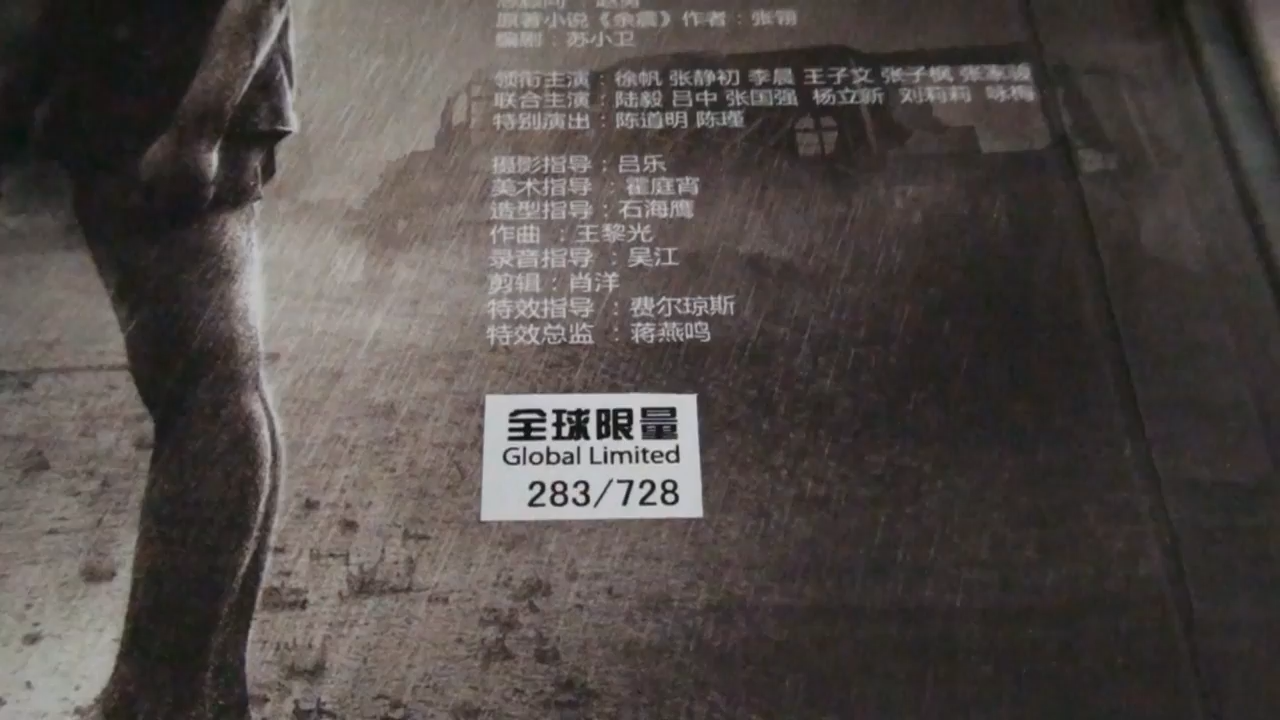 原著小说《余震》作者：张翎
编剧：苏小卫
领衔主演：徐帆 张静初 李晨 王子文 张子枫 张家骏
联合主演：陆毅 吕中 张国强 杨立新 刘莉莉 咏梅
特别演出：陈道明 陈瑾
摄影指导：吕乐
美术指导：霍庭宵
造型指导：石海鹰
作曲：王黎光
录音指导：吴江
剪辑：肖洋
特效指导：费尔琼斯
特效总监：蒋燕鸣
全球限量
Global Limited
283/728